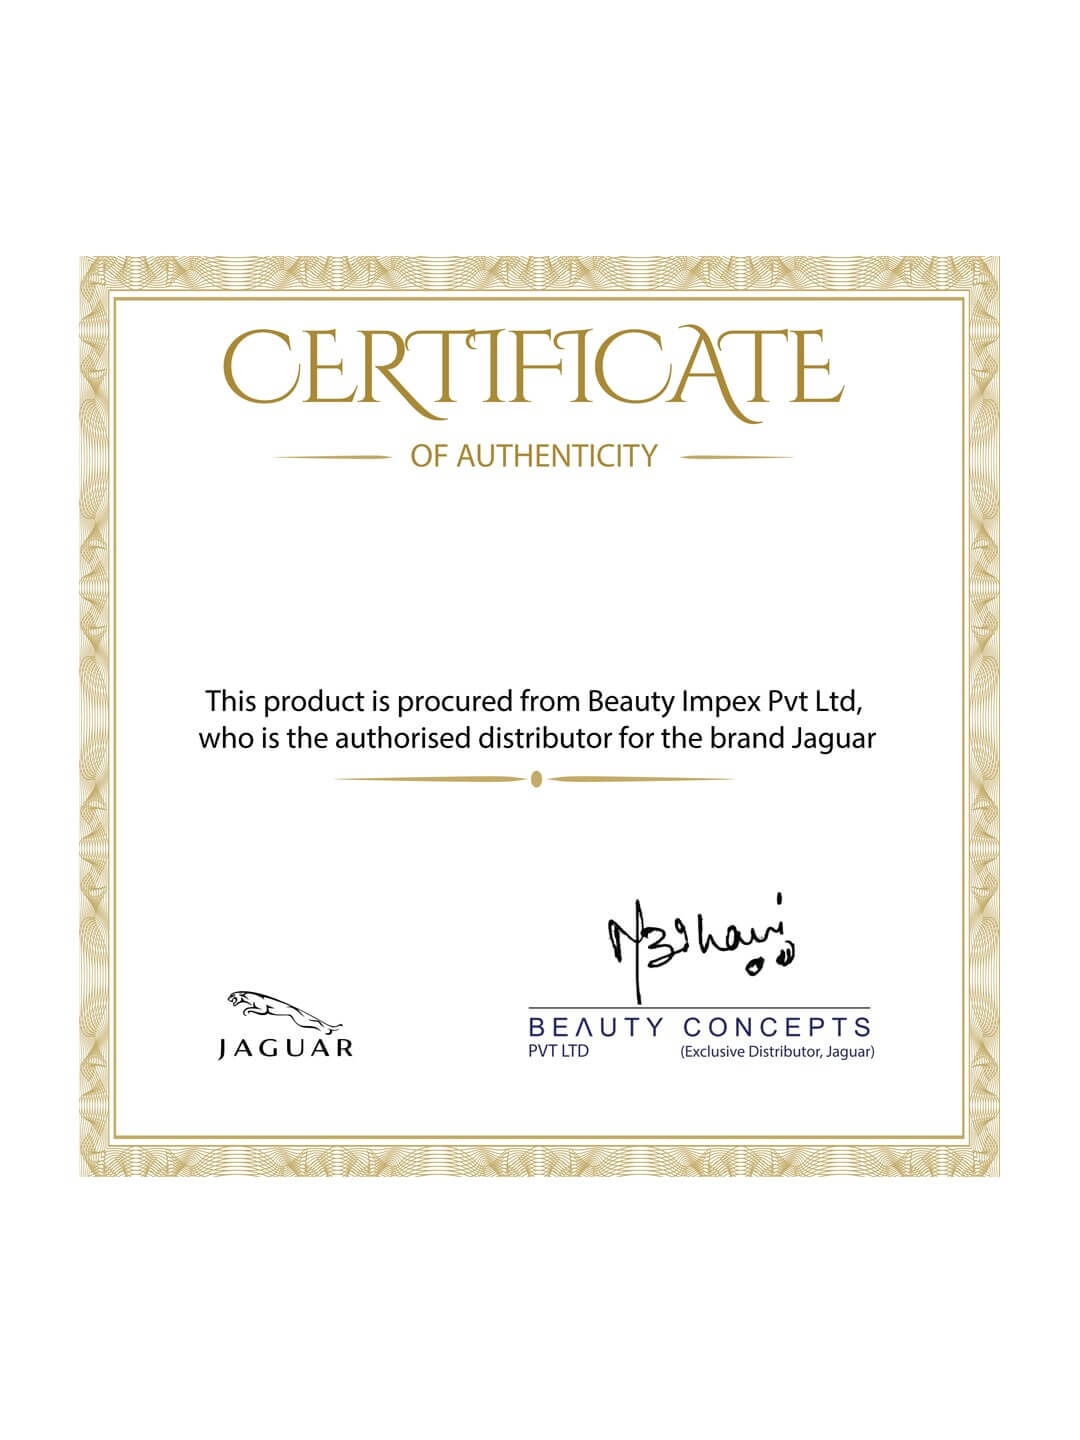 CERTIFICATE
OF AUTHENTICITY
This product is procured from Beauty Impex Pvt Ltd,
who is the authorised distributor for the brand Jaguar
JAGUAR
BEAUTY CONCEPTS
PVT LTD (Exclusive Distributor, Jaguar)